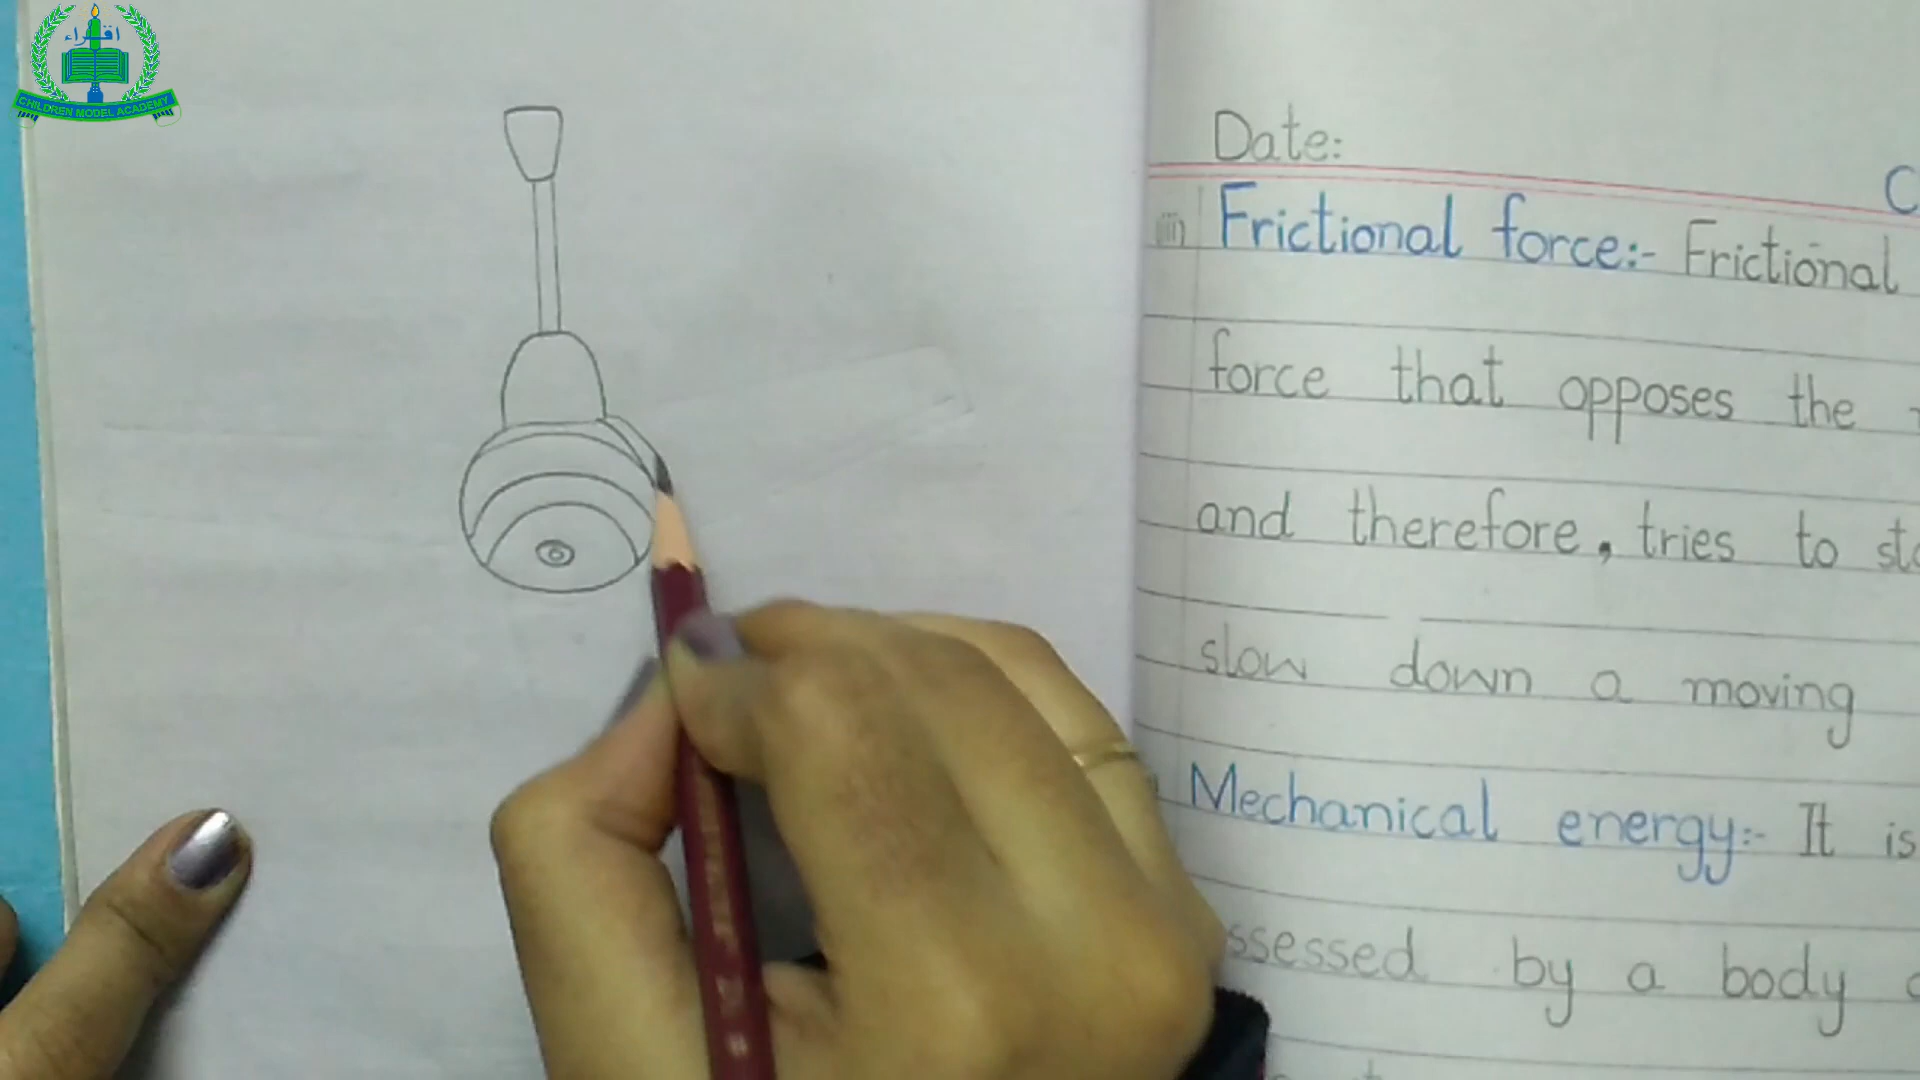 اقراء
CHILDREN MODEL ACADEMY
Date:
iii) Frictional force:- Frictional
force that opposes the
and therefore, tries to
slow down a moving
Mechanical energy:- It is
ssessed by a body